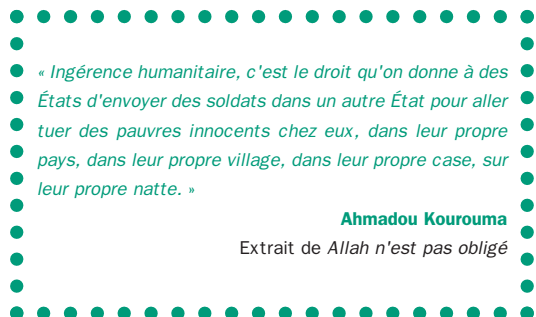 « Ingérence humanitaire, c'est le droit qu'on donne à des
États d'envoyer des soldats dans un autre État pour aller
tuer des pauvres innocents chez eux, dans leur propre
pays, dans leur propre village, dans leur propre case, sur
leur propre natte. »
Ahmadou Kourouma
Extrait de Allah n'est pas obligé